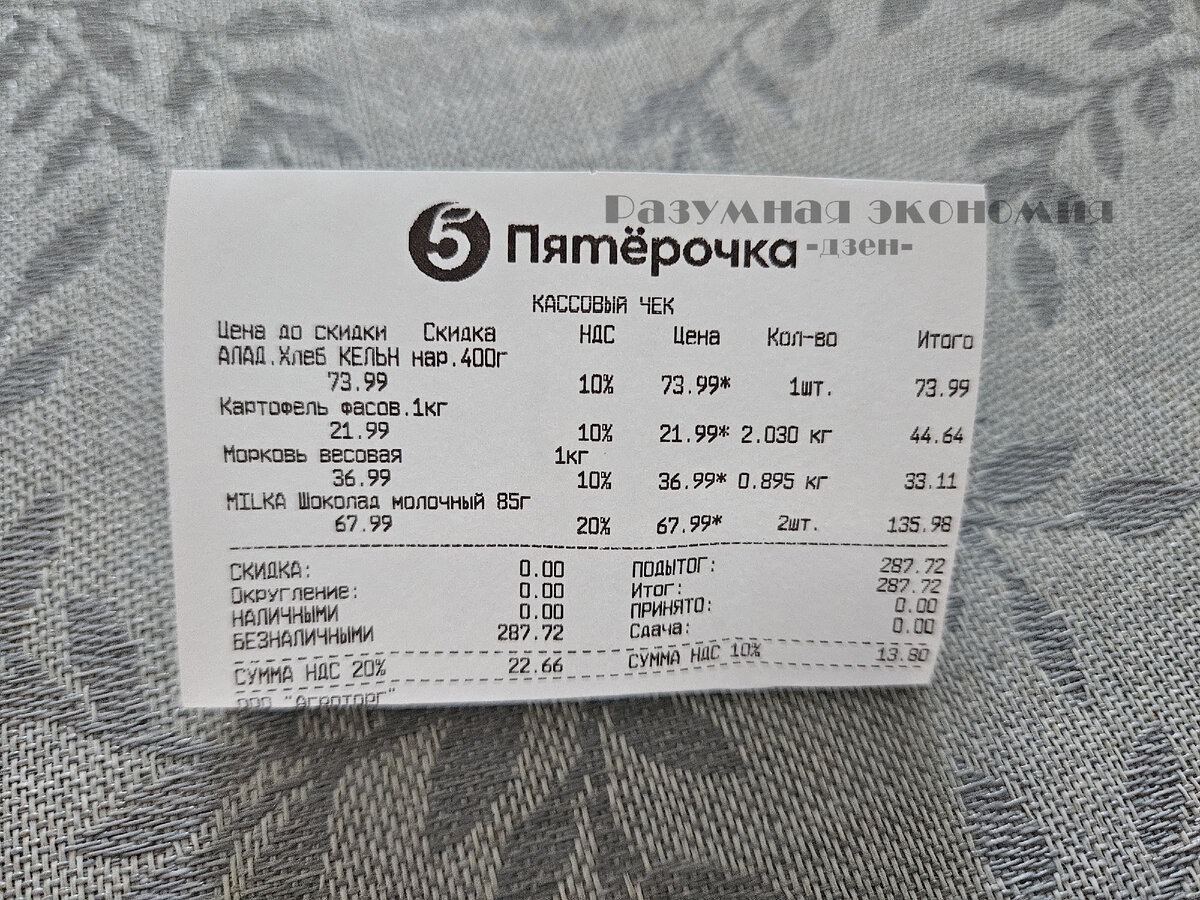 Разумная экономия
-дзен-
5 Пятёрочка
КАССОВЫЙ ЧЕК
Цена до скидки Скидка НДС Цена Кол-во Итого
АЛАД.Хлеб КЕЛЬН нар.400г
73.99 10% 73.99* 1шт. 73.99
Картофель фасов.1кг
21.99 10% 21.99* 2.030 кг 44.64
Морковь весовая 1кг
36.99 10% 36.99* 0.895 кг 33.11
MILKA Шоколад молочный 85г
67.99 20% 67.99* 2шт. 135.98
СКИДКА: 0.00 ПОДЫТОГ: 287.72
Округление: 0.00 Итог: 287.72
НАЛИЧНЫМИ 0.00 ПРИНЯТО: 0.00
БЕЗНАЛИЧНЫМИ 287.72 Сдача: 0.00
СУММА НДС 20% 22.66 СУММА НДС 10% 13.80
ООО "АГРОТОРГ"